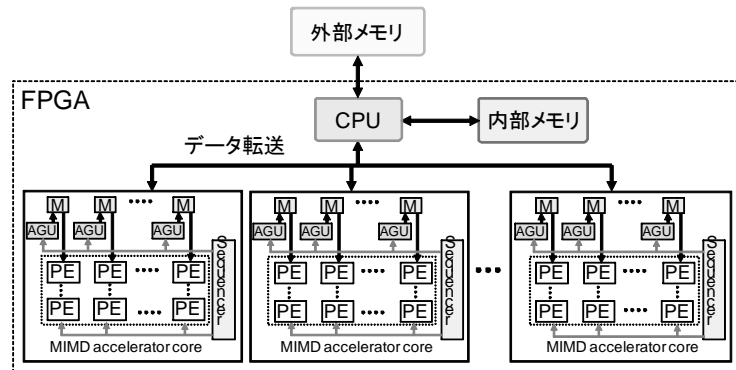 外部メモリ
FPGA
CPU
内部メモリ
データ転送
M M M
AGU AGU AGU
PE PE PE
PE PE PE
Sequencer
MIMD accelerator core
M M M
AGU AGU AGU
PE PE PE
PE PE PE
Sequencer
MIMD accelerator core
M M M
AGU AGU AGU
PE PE PE
PE PE PE
Sequencer
MIMD accelerator core